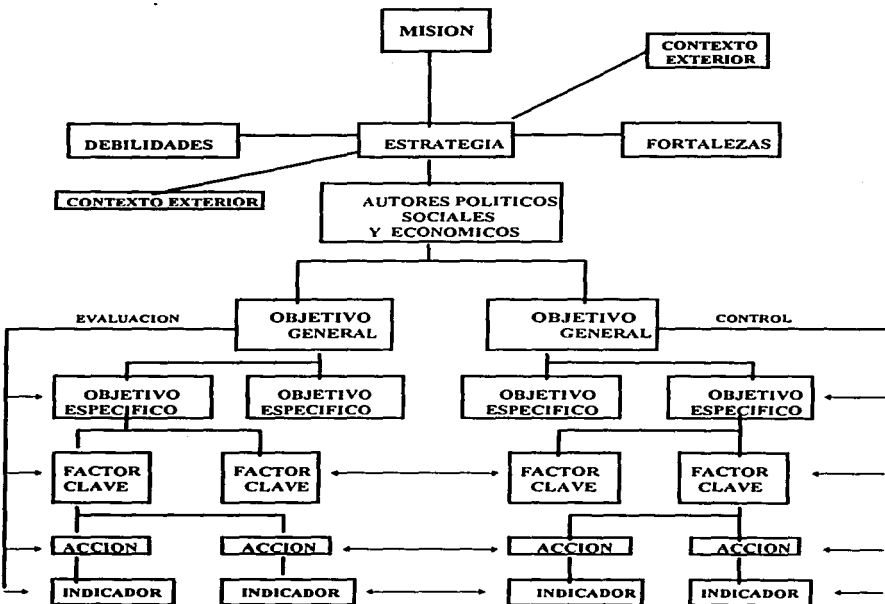 MISION
CONTEXTO
EXTERIOR
DEBILIDADES
ESTRATEGIA
FORTALEZAS
CONTEXTO EXTERIOR
AUTORES POLITICOS
SOCIALES
Y ECONOMICOS
EVALUACION
OBJETIVO
GENERAL
OBJETIVO
GENERAL
CONTROL
OBJETIVO
ESPECIFICO
OBJETIVO
ESPECIFICO
OBJETIVO
ESPECIFICO
OBJETIVO
ESPECIFICO
FACTOR
CLAVE
FACTOR
CLAVE
FACTOR
CLAVE
FACTOR
CLAVE
ACCION
ACCION
ACCION
ACCION
INDICADOR
INDICADOR
INDICADOR
INDICADOR